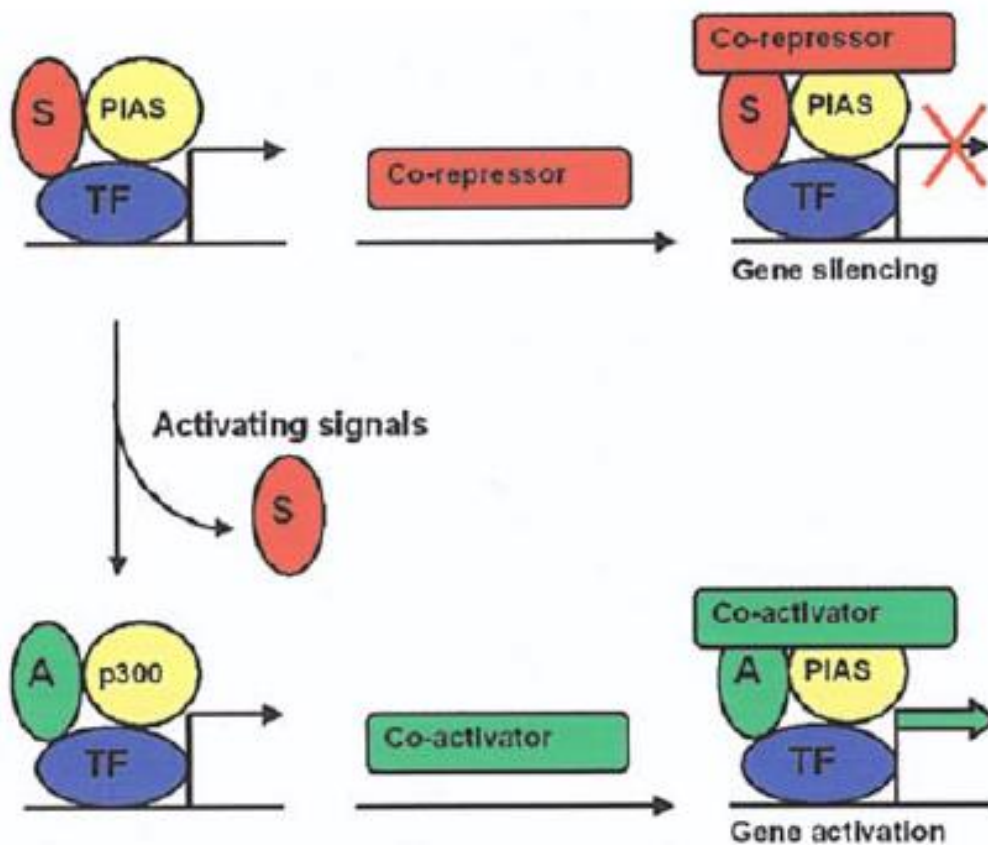 Co-repressor
S
PIAS
TF
Co-repressor
S
PIAS
TF
Gene silencing
Activating signals
S
A
p300
TF
Co-activator
Co-activator
A
PIAS
TF
Gene activation